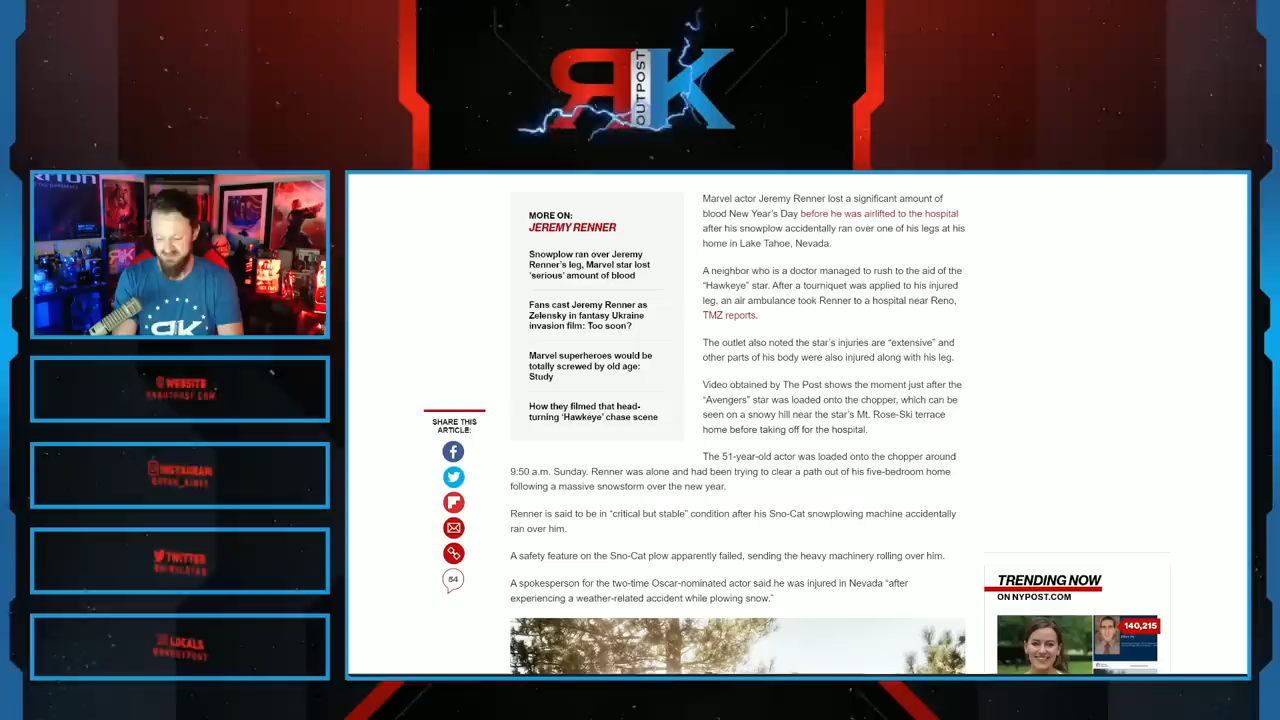 RK
OUTPOST
MORE ON:
JEREMY RENNER
Snowplow ran over Jeremy
Renner's leg, Marvel star lost
'serious' amount of blood
Fans cast Jeremy Renner as
Zelensky in fantasy Ukraine
invasion film: Too soon?
Marvel superheroes would be
totally screwed by old age:
Study
How they filmed that head-
turning 'Hawkeye' chase scene
Marvel actor Jeremy Renner lost a significant amount of
blood New Year's Day before he was airlifted to the hospital
after his snowplow accidentally ran over one of his legs at his
home in Lake Tahoe, Nevada.
A neighbor who is a doctor managed to rush to the aid of the
“Hawkeye” star. After a tourniquet was applied to his injured
leg, an air ambulance took Renner to a hospital near Reno,
TMZ reports.
The outlet also noted the star's injuries are “extensive” and
other parts of his body were also injured along with his leg.
Video obtained by The Post shows the moment just after the
“Avengers” star was loaded onto the chopper, which can be
seen on a snowy hill near the star's Mt. Rose-Ski terrace
home before taking off for the hospital.
The 51-year-old actor was loaded onto the chopper around
9:50 a.m. Sunday. Renner was alone and had been trying to clear a path out of his five-bedroom home
following a massive snowstorm over the new year.
Renner is said to be in “critical but stable” condition after his Sno-Cat snowplowing machine accidentally
ran over him.
A safety feature on the Sno-Cat plow apparently failed, sending the heavy machinery rolling over him.
A spokesperson for the two-time Oscar-nominated actor said he was injured in Nevada “after
experiencing a weather-related accident while plowing snow.”
SHARE THIS
ARTICLE:
54
TRENDING NOW
ON NYPOST.COM
140,215
WEBSITE
RKOUTPOST.COM
INSTAGRAM
TWITTER
LOCALS